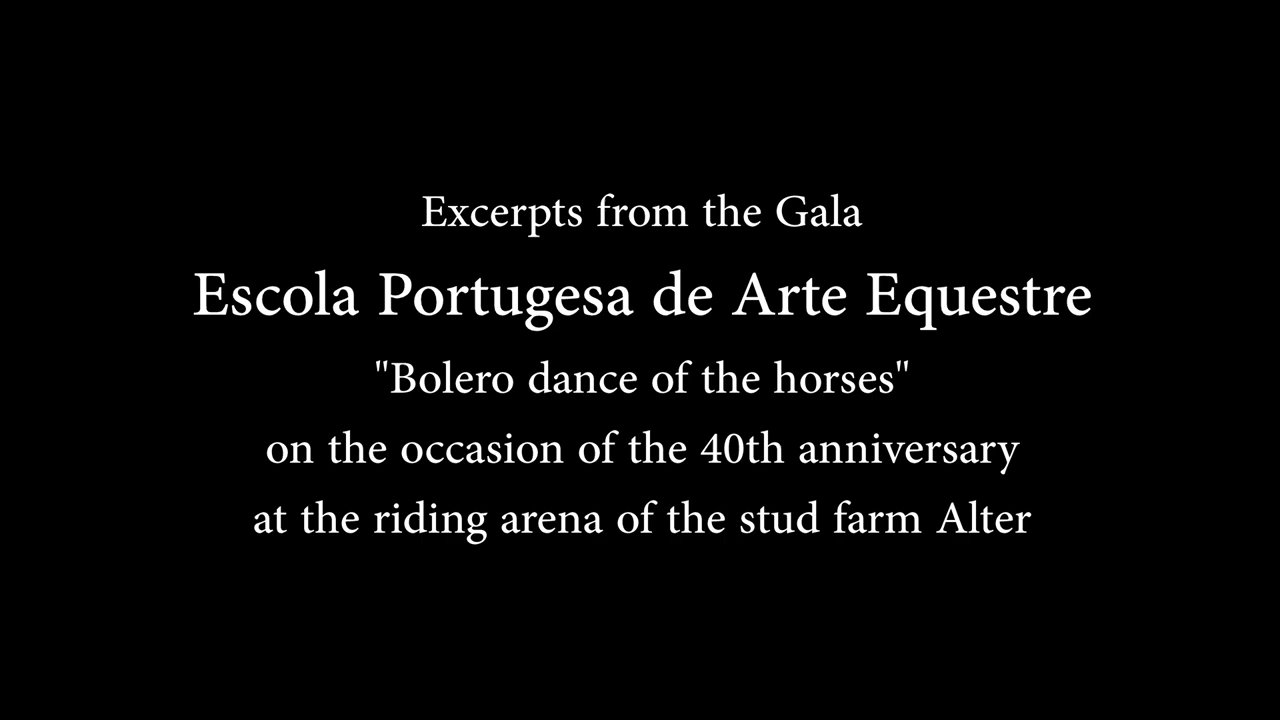 Excerpts from the Gala
Escola Portugesa de Arte Equestre
"Bolero dance of the horses"
on the occasion of the 40th anniversary
at the riding arena of the stud farm Alter